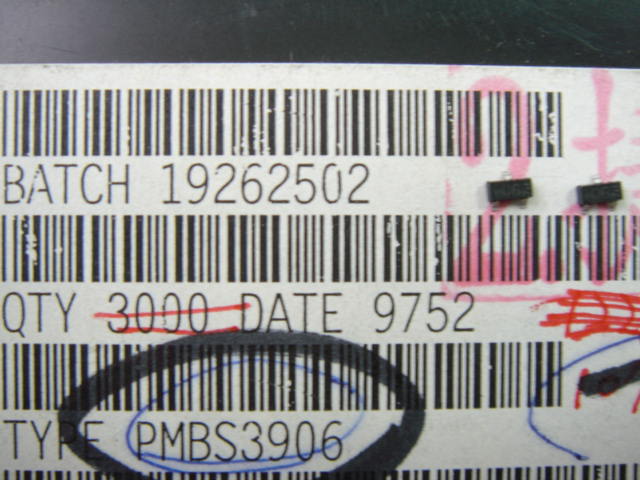 BATCH 19262502
QTY 3000 DATE 9752
TYPE PMBS3906